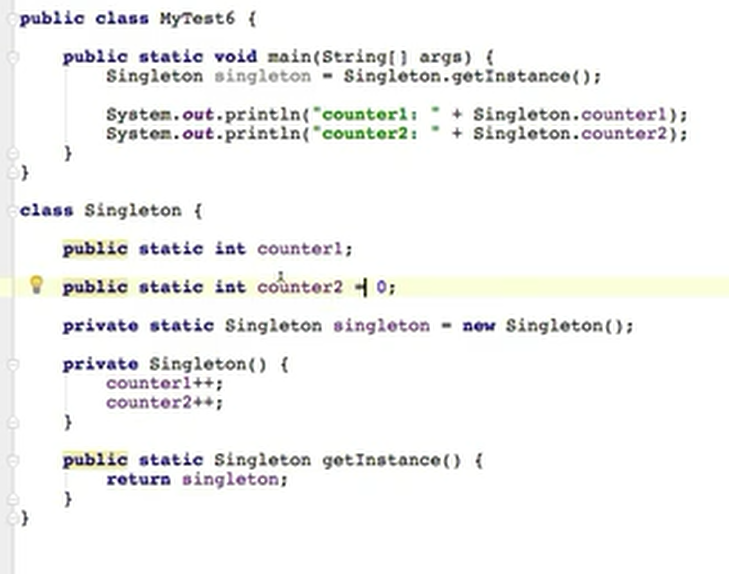 public class MyTest6 {
public static void main(String[] args) {
Singleton singleton = Singleton.getInstance();
System.out.println("counter1: " + Singleton.counter1);
System.out.println("counter2: " + Singleton.counter2);
}
}
class Singleton {
public static int counter1;
public static int counter2 = 0;
private static Singleton singleton = new Singleton();
private Singleton() {
counter1++;
counter2++;
}
public static Singleton getInstance() {
return singleton;
}
}